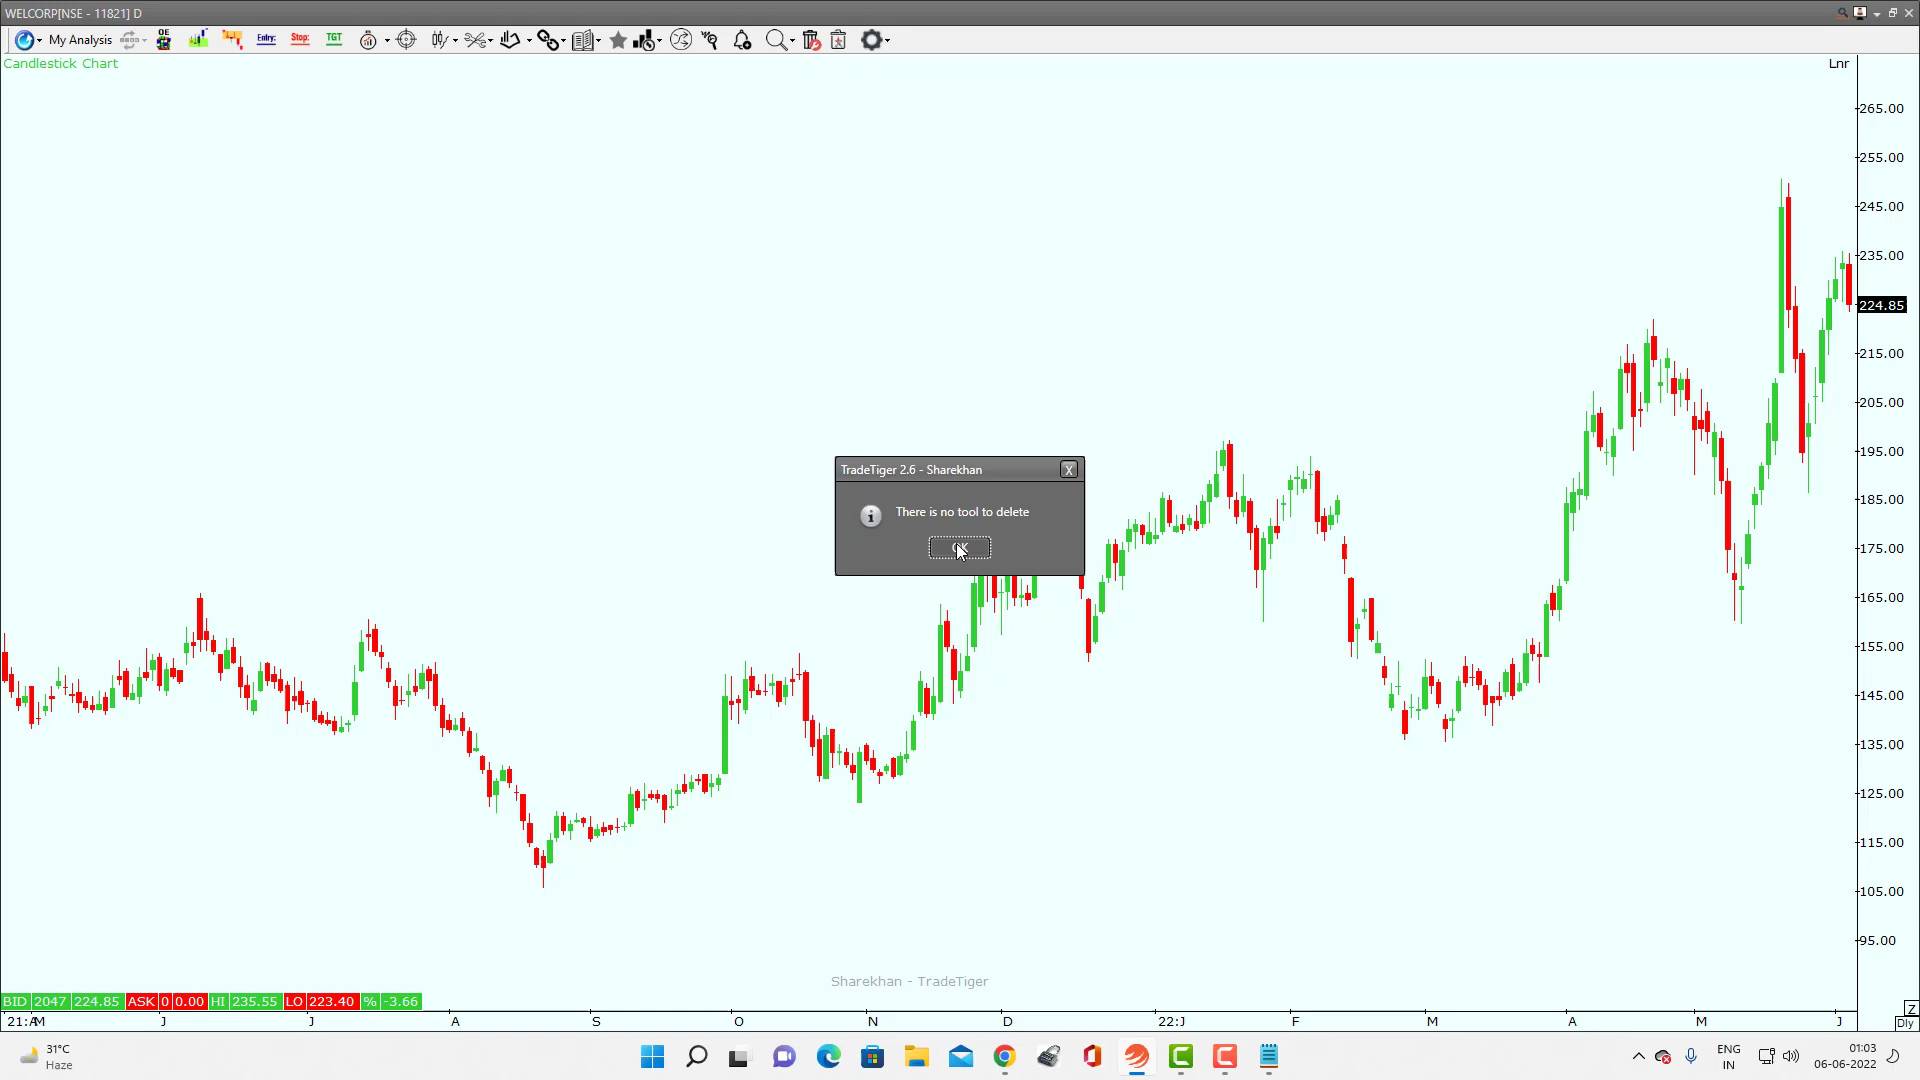 WELCORP[NSE - 11821] D
My Analysis
OE
Entry:
Stop:
TGT
Candlestick Chart
Lnr
265.00
255.00
245.00
235.00
224.85
215.00
205.00
195.00
185.00
175.00
165.00
155.00
145.00
135.00
125.00
115.00
105.00
95.00
TradeTiger 2.6 - Sharekhan
X
There is no tool to delete
OK
Sharekhan - TradeTiger
BID 2047 224.85 ASK 0 0.00 HI 235.55 LO 223.40 % -3.66
Z
21:A M J J A S O N D 22:J F M A M J
Dly
31°C
Haze
ENG
IN
01:03
06-06-2022